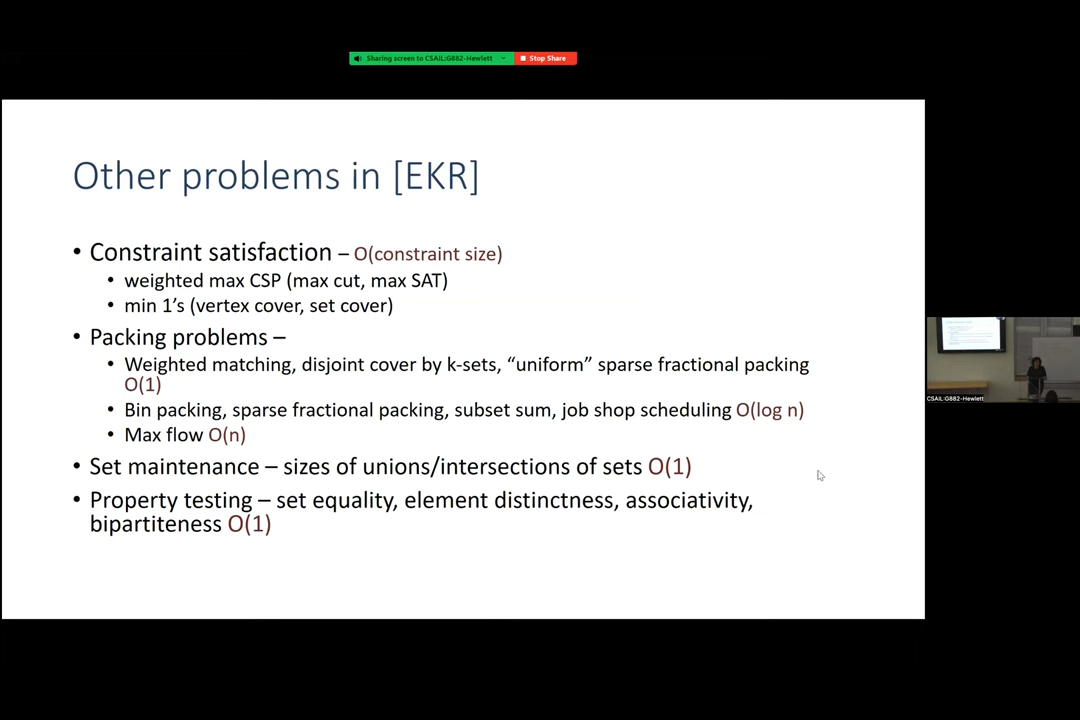 Sharing screen to CSAIL:G882-Hewlett
Stop Share
Other problems in [EKR]
• Constraint satisfaction – O(constraint size)
• weighted max CSP (max cut, max SAT)
• min 1's (vertex cover, set cover)
• Packing problems –
• Weighted matching, disjoint cover by k-sets, “uniform” sparse fractional packing
O(1)
• Bin packing, sparse fractional packing, subset sum, job shop scheduling O(log n)
• Max flow O(n)
• Set maintenance – sizes of unions/intersections of sets O(1)
• Property testing – set equality, element distinctness, associativity,
bipartiteness O(1)
CSAIL:G882-Hewlett